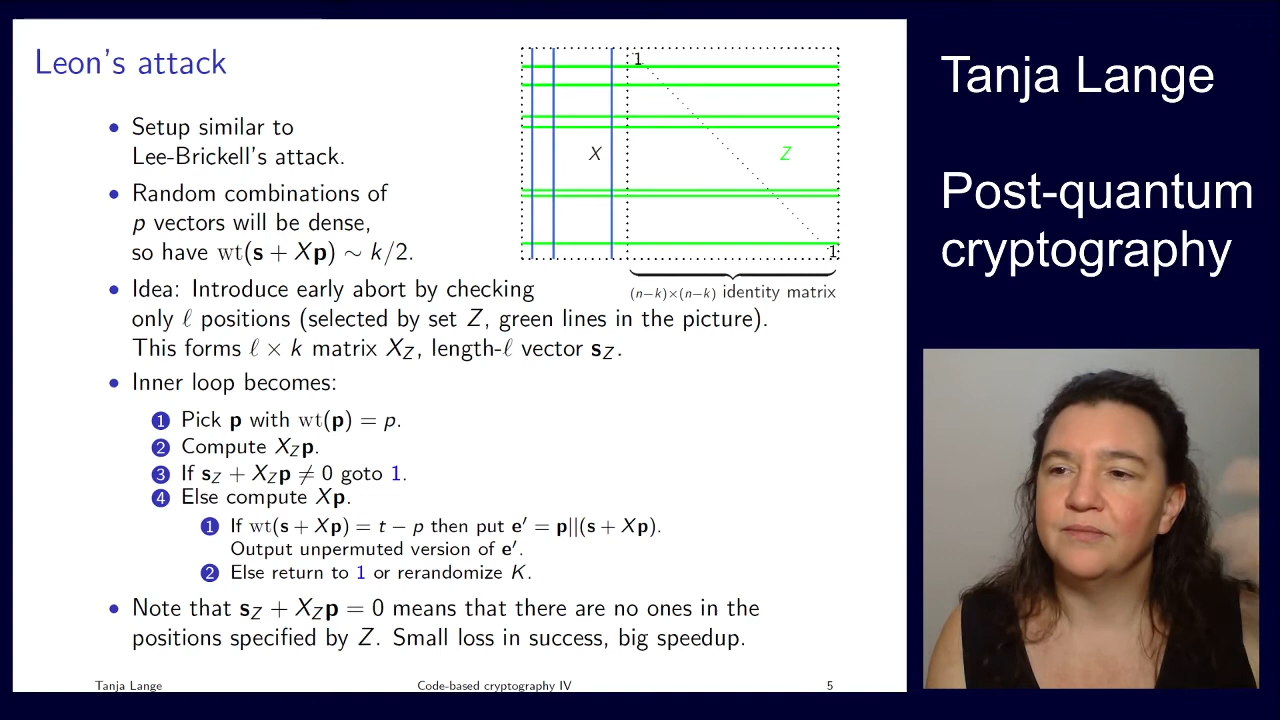 Leon's attack
• Setup similar to
Lee-Brickell's attack.
• Random combinations of
p vectors will be dense,
so have wt(s + Xp) ∼ k/2.
1
X
Z
1
(n−k)×(n−k) identity matrix
• Idea: Introduce early abort by checking
only ℓ positions (selected by set Z, green lines in the picture).
This forms ℓ × k matrix X_Z, length-ℓ vector s_Z.
• Inner loop becomes:
1 Pick p with wt(p) = p.
2 Compute X_Zp.
3 If s_Z + X_Zp ≠ 0 goto 1.
4 Else compute Xp.
1 If wt(s + Xp) = t − p then put e′ = p||(s + Xp).
Output unpermuted version of e′.
2 Else return to 1 or rerandomize K.
• Note that s_Z + X_Zp = 0 means that there are no ones in the
positions specified by Z. Small loss in success, big speedup.
Tanja Lange
Code-based cryptography IV
5
Tanja Lange
Post-quantum
cryptography